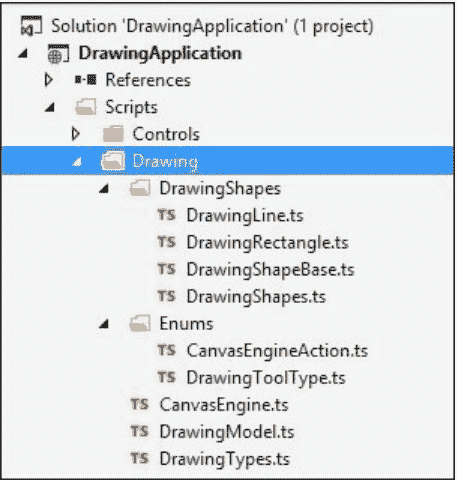 Solution 'DrawingApplication' (1 project)
DrawingApplication
References
Scripts
Controls
Drawing
DrawingShapes
TS DrawingLine.ts
TS DrawingRectangle.ts
TS DrawingShapeBase.ts
TS DrawingShapes.ts
Enums
TS CanvasEngineAction.ts
TS DrawingToolType.ts
TS CanvasEngine.ts
TS DrawingModel.ts
TS DrawingTypes.ts